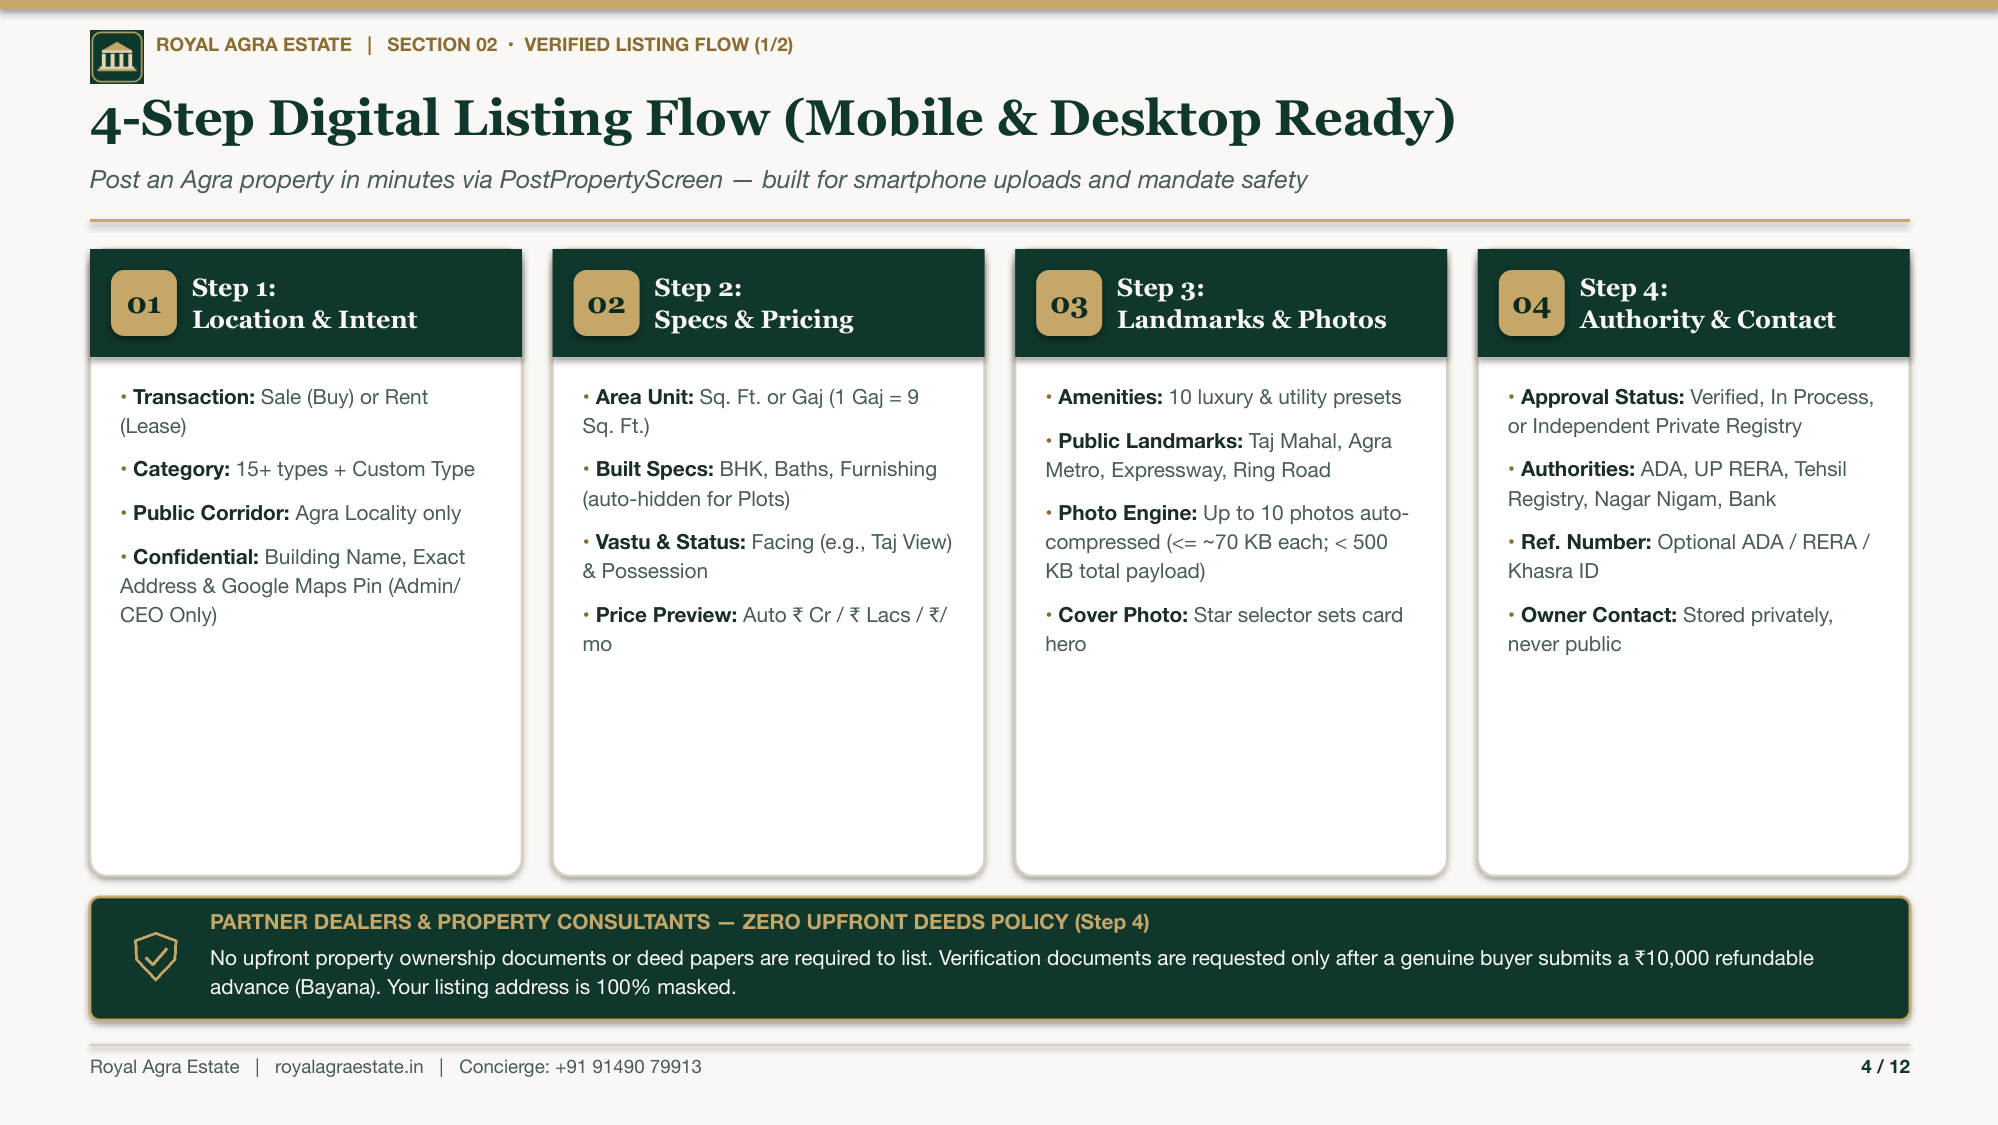 ROYAL AGRA ESTATE | SECTION 02 • VERIFIED LISTING FLOW (1/2)
4-Step Digital Listing Flow (Mobile & Desktop Ready)
Post an Agra property in minutes via PostPropertyScreen — built for smartphone uploads and mandate safety
01
Step 1:
Location & Intent
• Transaction: Sale (Buy) or Rent
(Lease)
• Category: 15+ types + Custom Type
• Public Corridor: Agra Locality only
• Confidential: Building Name, Exact
Address & Google Maps Pin (Admin/
CEO Only)
02
Step 2:
Specs & Pricing
• Area Unit: Sq. Ft. or Gaj (1 Gaj = 9
Sq. Ft.)
• Built Specs: BHK, Baths, Furnishing
(auto-hidden for Plots)
• Vastu & Status: Facing (e.g., Taj View)
& Possession
• Price Preview: Auto ₹ Cr / ₹ Lacs / ₹/
mo
03
Step 3:
Landmarks & Photos
• Amenities: 10 luxury & utility presets
• Public Landmarks: Taj Mahal, Agra
Metro, Expressway, Ring Road
• Photo Engine: Up to 10 photos auto-
compressed (<= ~70 KB each; < 500
KB total payload)
• Cover Photo: Star selector sets card
hero
04
Step 4:
Authority & Contact
• Approval Status: Verified, In Process,
or Independent Private Registry
• Authorities: ADA, UP RERA, Tehsil
Registry, Nagar Nigam, Bank
• Ref. Number: Optional ADA / RERA /
Khasra ID
• Owner Contact: Stored privately,
never public
PARTNER DEALERS & PROPERTY CONSULTANTS — ZERO UPFRONT DEEDS POLICY (Step 4)
No upfront property ownership documents or deed papers are required to list. Verification documents are requested only after a genuine buyer submits a ₹10,000 refundable
advance (Bayana). Your listing address is 100% masked.
Royal Agra Estate | royalagraestate.in | Concierge: +91 91490 79913
4 / 12